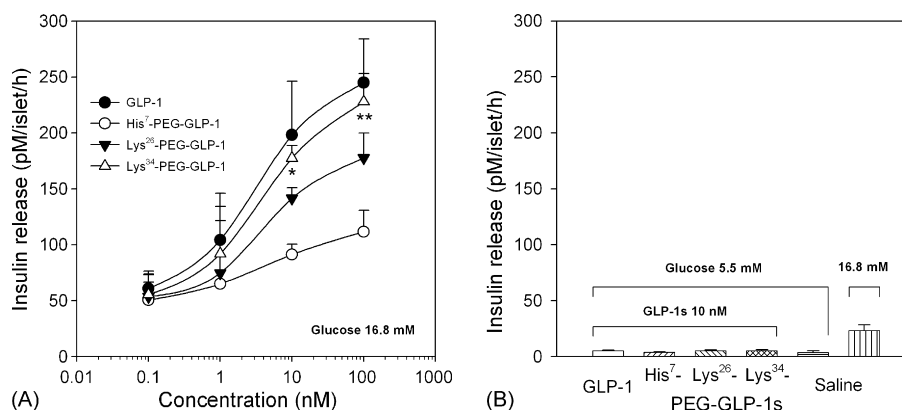 300
250
200
150
100
50
0
Insulin release (pM/islet/h)
GLP-1
His⁷-PEG-GLP-1
Lys²⁶-PEG-GLP-1
Lys³⁴-PEG-GLP-1
**
*
Glucose 16.8 mM
0.01 0.1 1 10 100 1000
(A) Concentration (nM)
300
250
200
150
100
50
0
Insulin release (pM/islet/h)
Glucose 5.5 mM
16.8 mM
GLP-1s 10 nM
GLP-1 His⁷- Lys²⁶- Lys³⁴- Saline
PEG-GLP-1s
(B)